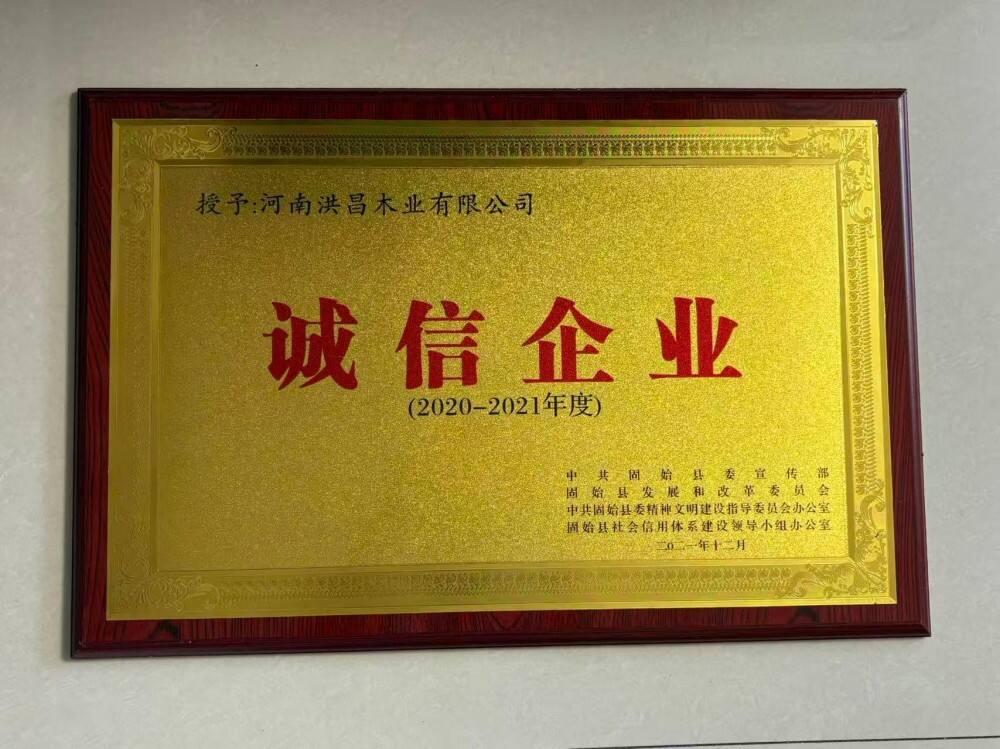 授予:河南洪昌木业有限公司
诚信企业
(2020-2021年度)
中共固始县委宣传部
固始县发展和改革委员会
中共固始县委精神文明建设指导委员会办公室
固始县社会信用体系建设领导小组办公室
二〇二一年十二月